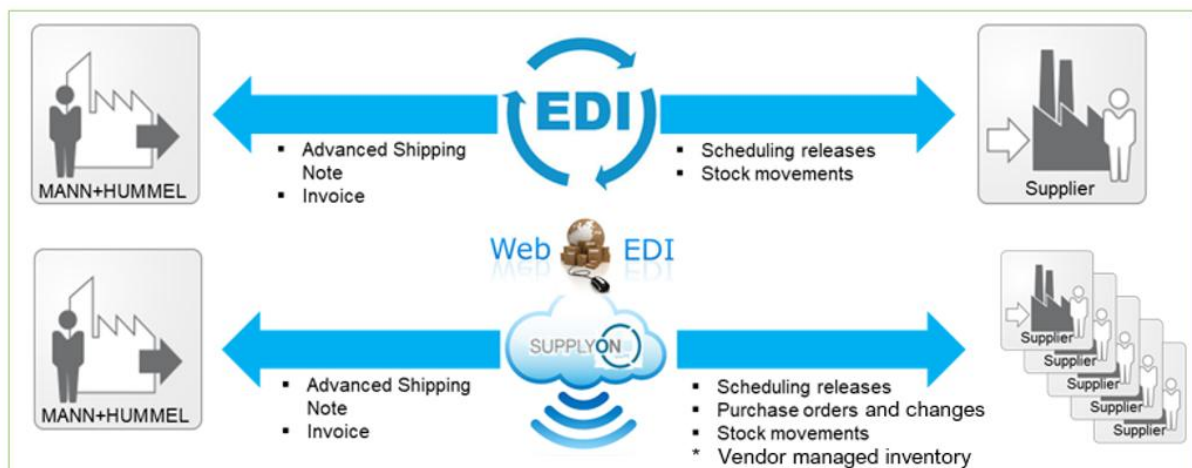 EDI
▪ Advanced Shipping
Note
▪ Invoice
▪ Scheduling releases
▪ Stock movements
MANN+HUMMEL
Supplier
Web EDI
SUPPLYON
▪ Advanced Shipping
Note
▪ Invoice
▪ Scheduling releases
▪ Purchase orders and changes
▪ Stock movements
* Vendor managed inventory
MANN+HUMMEL
Supplier
Supplier
Supplier
Supplier
Supplier